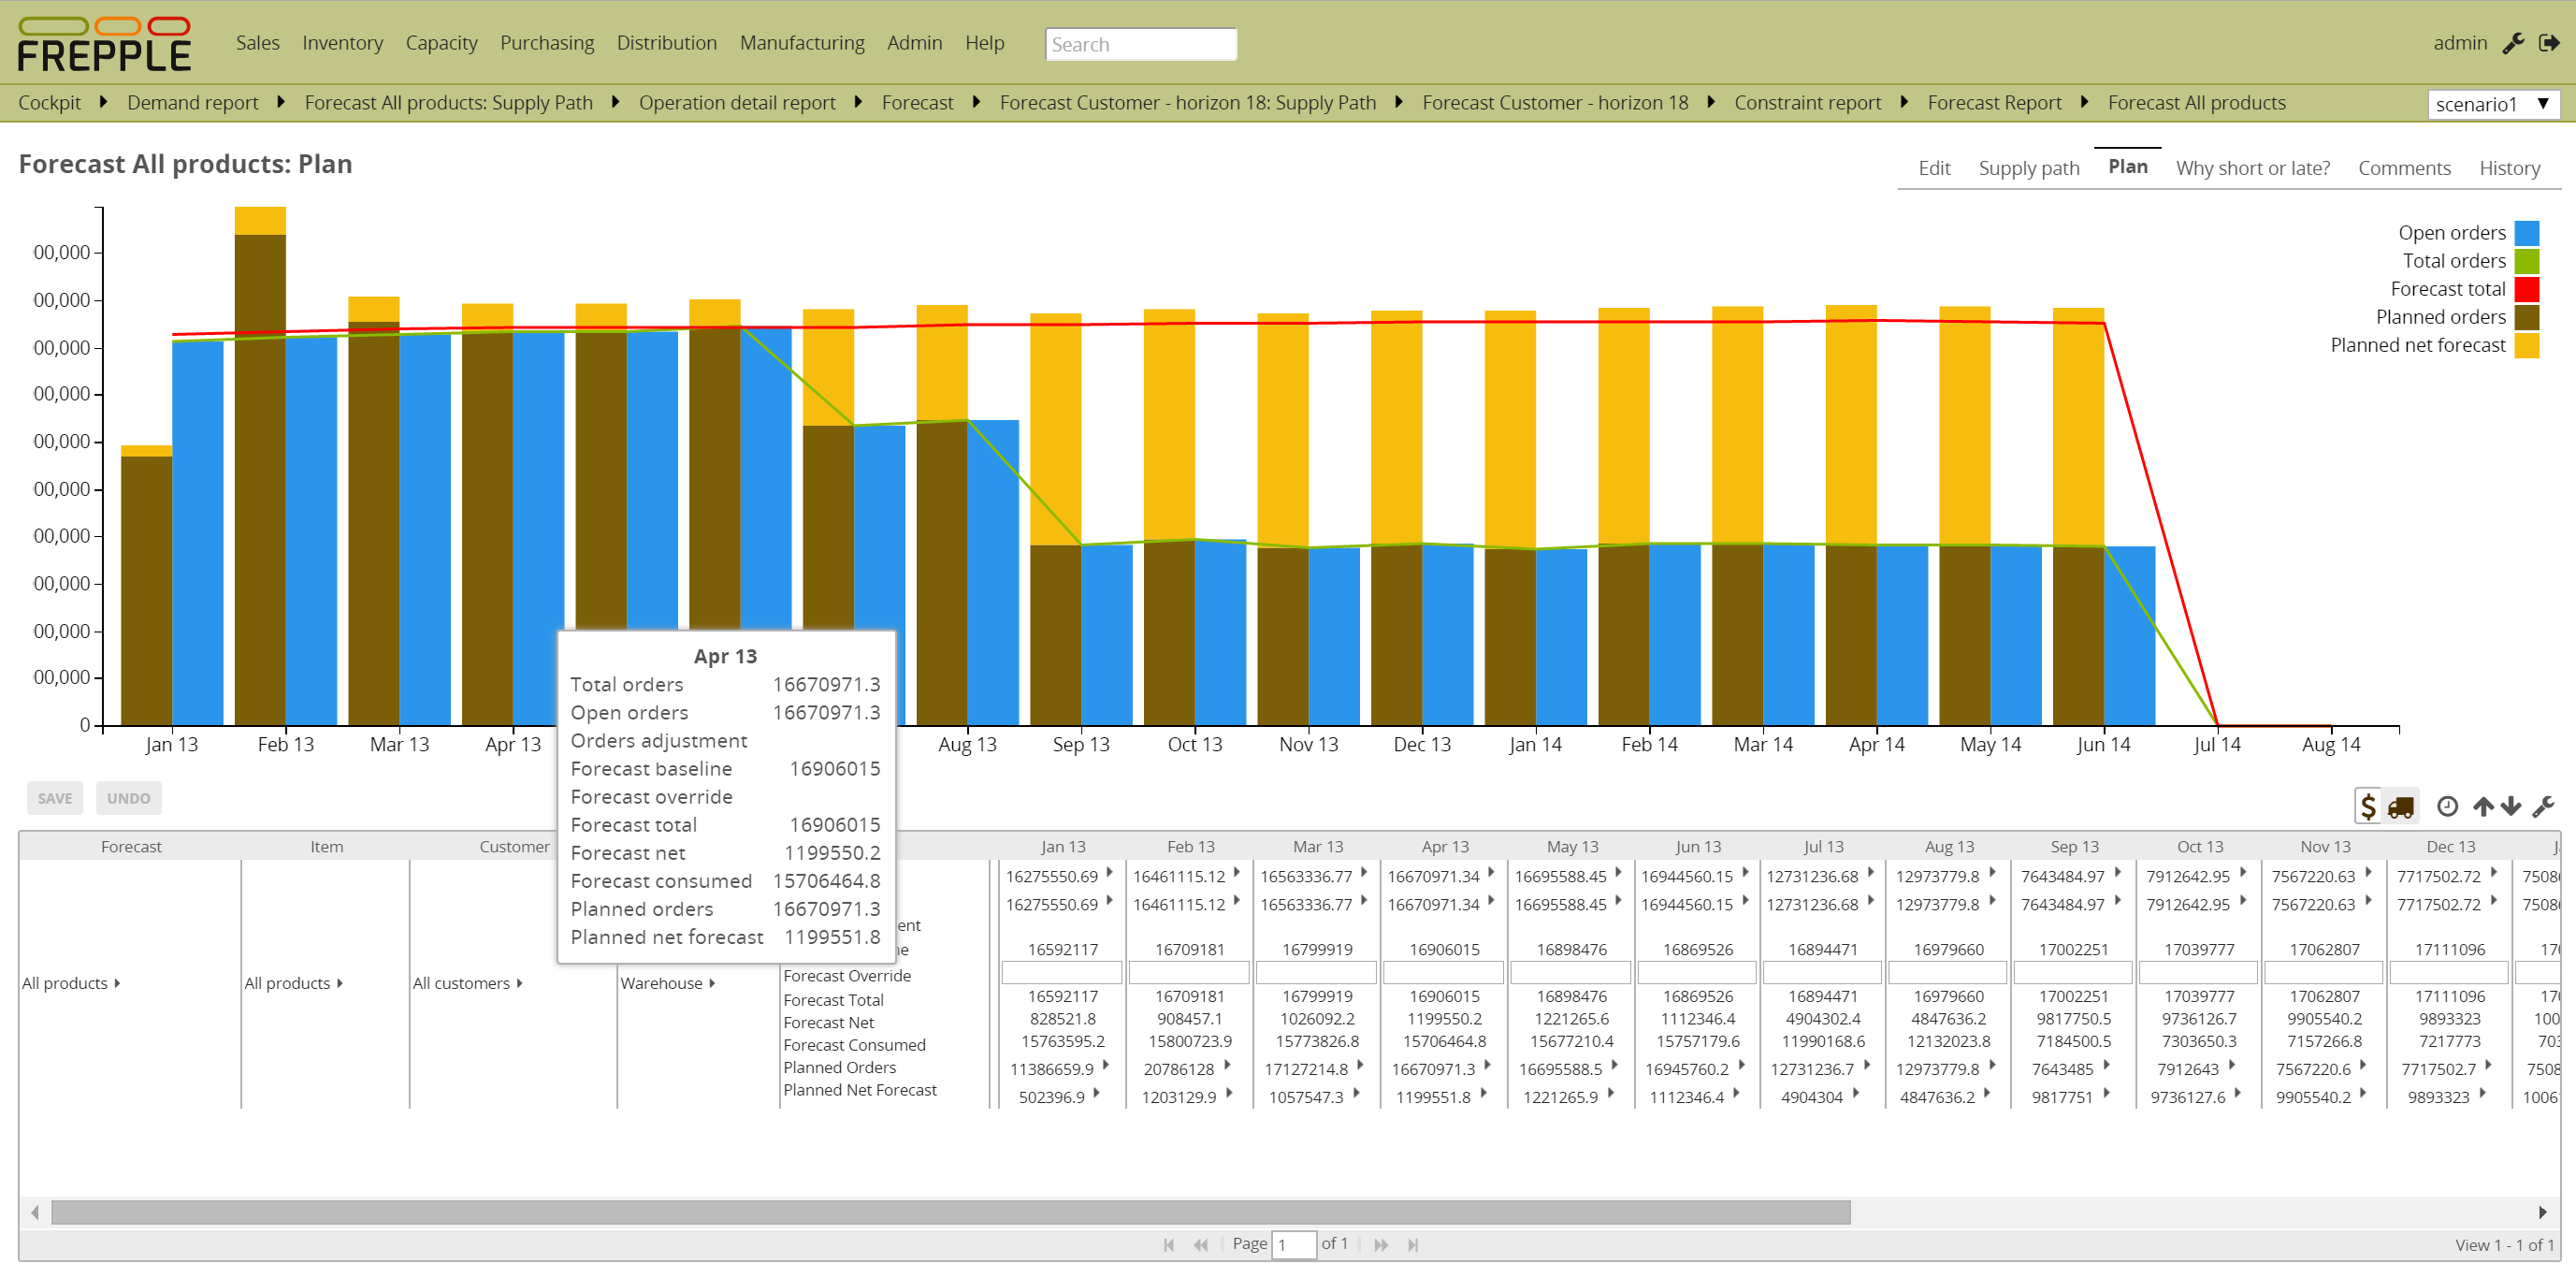 FREPPLE Sales Inventory Capacity Purchasing Distribution Manufacturing Admin Help Search admin
Cockpit Demand report Forecast All products: Supply Path Operation detail report Forecast Forecast Customer - horizon 18: Supply Path Forecast Customer - horizon 18 Constraint report Forecast Report Forecast All products scenario1
Forecast All products: Plan
Edit Supply path Plan Why short or late? Comments History
Open orders
Total orders
Forecast total
Planned orders
Planned net forecast
00,000
00,000
00,000
00,000
00,000
00,000
00,000
00,000
00,000
00,000
0
Jan 13 Feb 13 Mar 13 Apr 13 Aug 13 Sep 13 Oct 13 Nov 13 Dec 13 Jan 14 Feb 14 Mar 14 Apr 14 May 14 Jun 14 Jul 14 Aug 14
Apr 13
Total orders 16670971.3
Open orders 16670971.3
Orders adjustment
Forecast baseline 16906015
Forecast override
Forecast total 16906015
Forecast net 1199550.2
Forecast consumed 15706464.8
Planned orders 16670971.3
Planned net forecast 1199551.8
SAVE UNDO
$
Forecast Item Customer Jan 13 Feb 13 Mar 13 Apr 13 May 13 Jun 13 Jul 13 Aug 13 Sep 13 Oct 13 Nov 13 Dec 13 J
16275550.69 16461115.12 16563336.77 16670971.34 16695588.45 16944560.15 12731236.68 12973779.8 7643484.97 7912642.95 7567220.63 7717502.72 7508
16275550.69 16461115.12 16563336.77 16670971.34 16695588.45 16944560.15 12731236.68 12973779.8 7643484.97 7912642.95 7567220.63 7717502.72 7508
ent
ne 16592117 16709181 16799919 16906015 16898476 16869526 16894471 16979660 17002251 17039777 17062807 17111096 17
All products All products All customers Warehouse Forecast Override
Forecast Total 16592117 16709181 16799919 16906015 16898476 16869526 16894471 16979660 17002251 17039777 17062807 17111096 17
Forecast Net 828521.8 908457.1 1026092.2 1199550.2 1221265.6 1112346.4 4904302.4 4847636.2 9817750.5 9736126.7 9905540.2 9893323 100
Forecast Consumed 15763595.2 15800723.9 15773826.8 15706464.8 15677210.4 15757179.6 11990168.6 12132023.8 7184500.5 7303650.3 7157266.8 7217773 703
Planned Orders 11386659.9 20786128 17127214.8 16670971.3 16695588.5 16945760.2 12731236.7 12973779.8 7643485 7912643 7567220.6 7717502.7 7508
Planned Net Forecast 502396.9 1203129.9 1057547.3 1199551.8 1221265.9 1112346.4 4904304 4847636.2 9817751 9736127.6 9905540.2 9893323 1006
Page 1 of 1
View 1 - 1 of 1